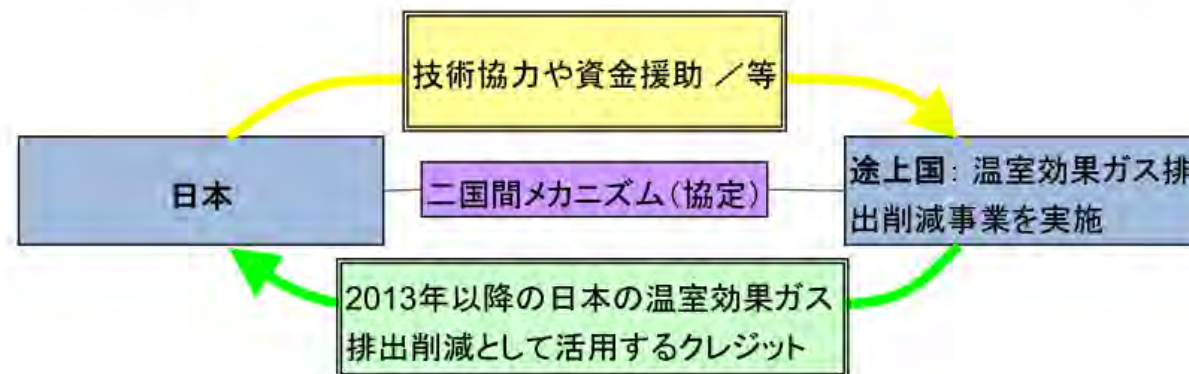 技術協力や資金援助 ／等
日本
二国間メカニズム（協定）
途上国： 温室効果ガス排
出削減事業を実施
2013年以降の日本の温室効果ガス
排出削減として活用するクレジット